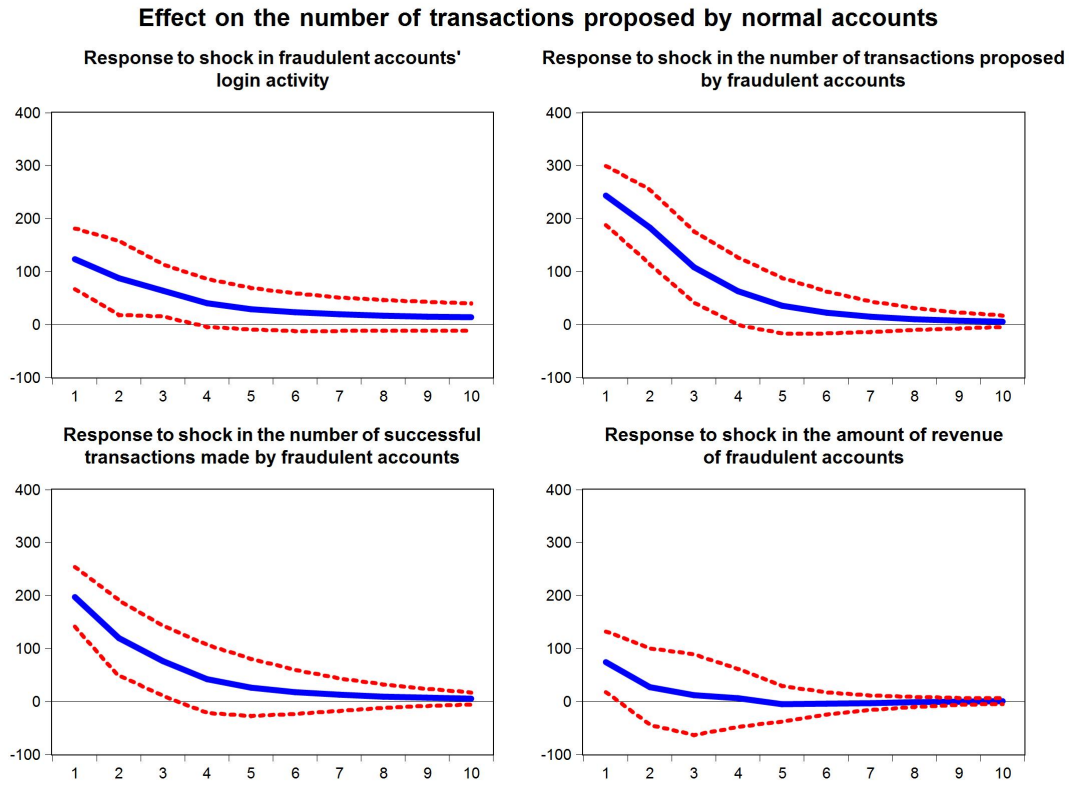 Effect on the number of transactions proposed by normal accounts
Response to shock in fraudulent accounts'
login activity
400
300
200
100
0
-100
1 2 3 4 5 6 7 8 9 10
Response to shock in the number of transactions proposed
by fraudulent accounts
400
300
200
100
0
-100
1 2 3 4 5 6 7 8 9 10
Response to shock in the number of successful
transactions made by fraudulent accounts
400
300
200
100
0
-100
1 2 3 4 5 6 7 8 9 10
Response to shock in the amount of revenue
of fraudulent accounts
400
300
200
100
0
-100
1 2 3 4 5 6 7 8 9 10